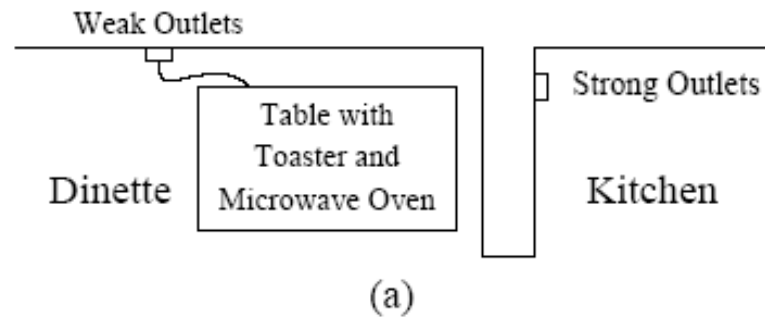 Weak Outlets
Strong Outlets
Table with
Toaster and
Microwave Oven
Dinette
Kitchen
(a)